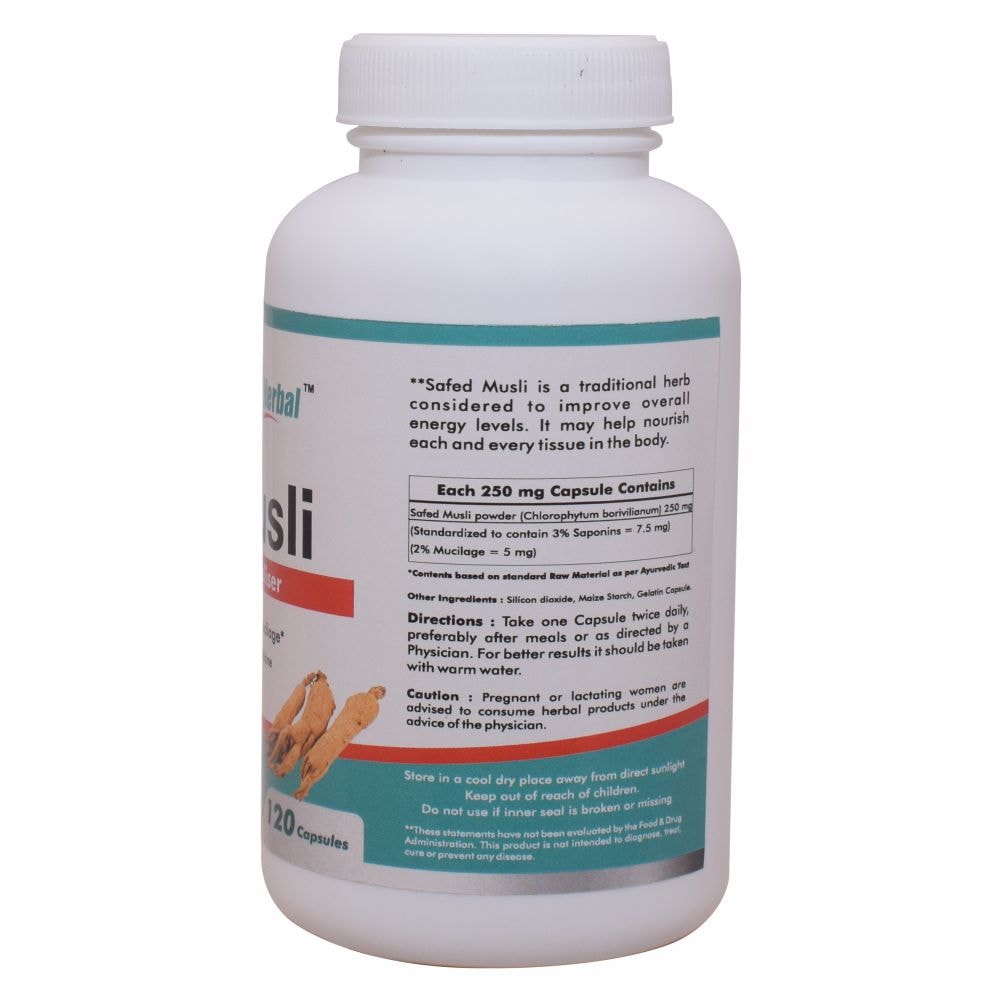 Herbal™
usli
iser
120 Capsules
**Safed Musli is a traditional herb
considered to improve overall
energy levels. It may help nourish
each and every tissue in the body.
Each 250 mg Capsule Contains
Safed Musli powder (Chlorophytum borivilianum) 250 mg
(Standardized to contain 3% Saponins = 7.5 mg)
(2% Mucilage = 5 mg)
*Contents based on standard Raw Material as per Ayurvedic Text
Other Ingredients : Silicon dioxide, Maize Starch, Gelatin Capsule.
Directions : Take one Capsule twice daily,
preferably after meals or as directed by a
Physician. For better results it should be taken
with warm water.
Caution : Pregnant or lactating women are
advised to consume herbal products under the
advice of the physician.
Store in a cool dry place away from direct sunlight
Keep out of reach of children.
Do not use if inner seal is broken or missing
**These statements have not been evaluated by the Food & Drug
Administration. This product is not intended to diagnose, treat,
cure or prevent any disease.